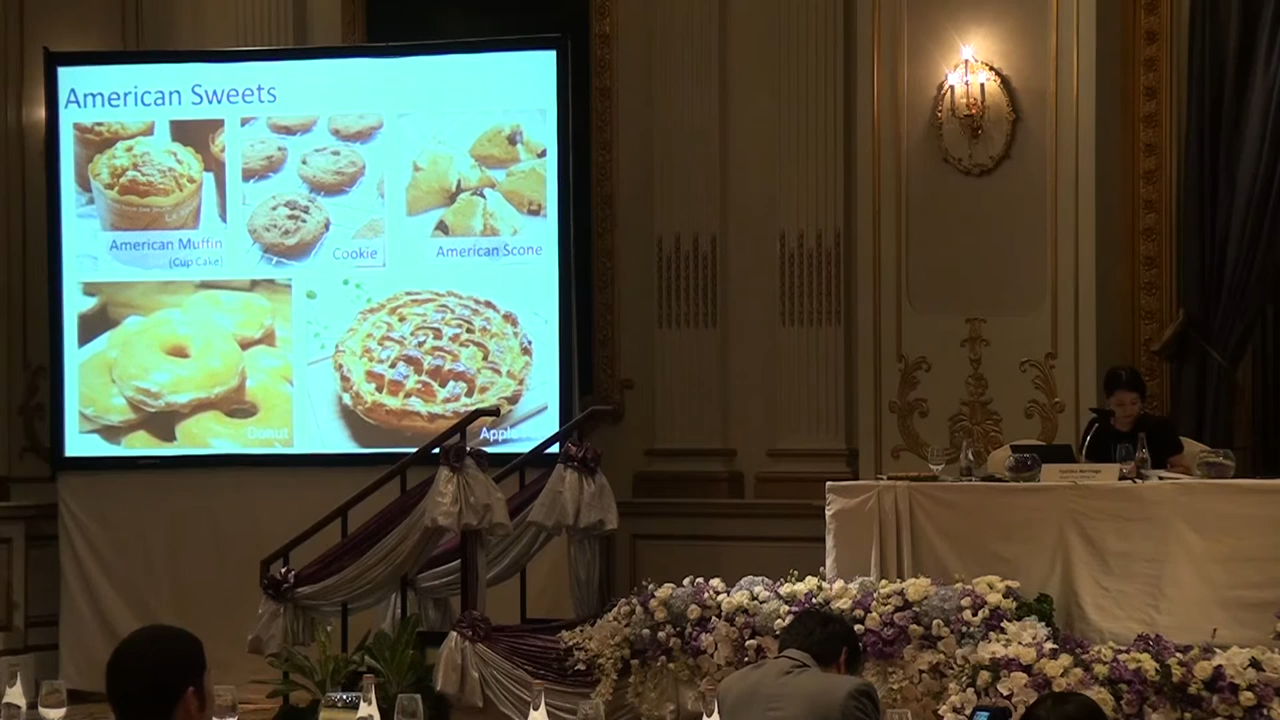 American Sweets
American Muffin
(Cup Cake)
Cookie
American Scone
Donut
Apple